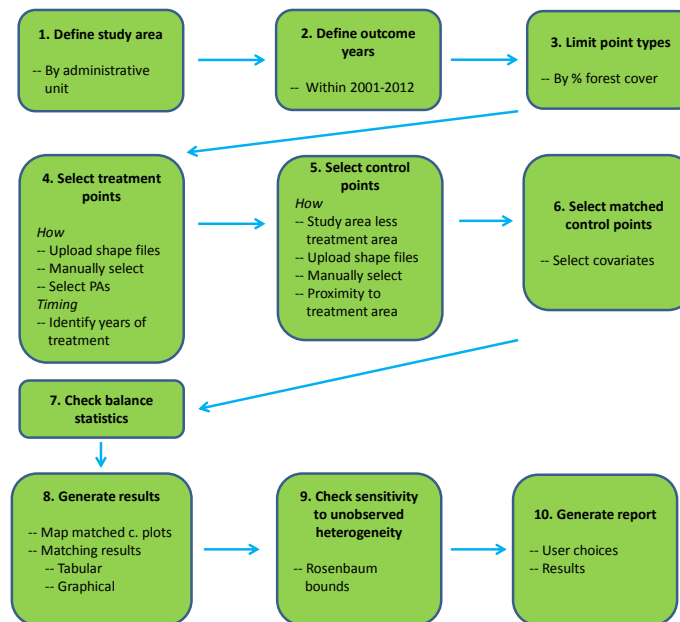 1. Define study area
-- By administrative
unit
2. Define outcome
years
-- Within 2001-2012
3. Limit point types
-- By % forest cover
4. Select treatment
points
How
-- Upload shape files
-- Manually select
-- Select PAs
Timing
-- Identify years of
treatment
5. Select control
points
How
-- Study area less
treatment area
-- Upload shape files
-- Manually select
-- Proximity to
treatment area
6. Select matched
control points
-- Select covariates
7. Check balance
statistics
8. Generate results
-- Map matched c. plots
-- Matching results
-- Tabular
-- Graphical
9. Check sensitivity
to unobserved
heterogeneity
-- Rosenbaum
bounds
10. Generate report
-- User choices
-- Results